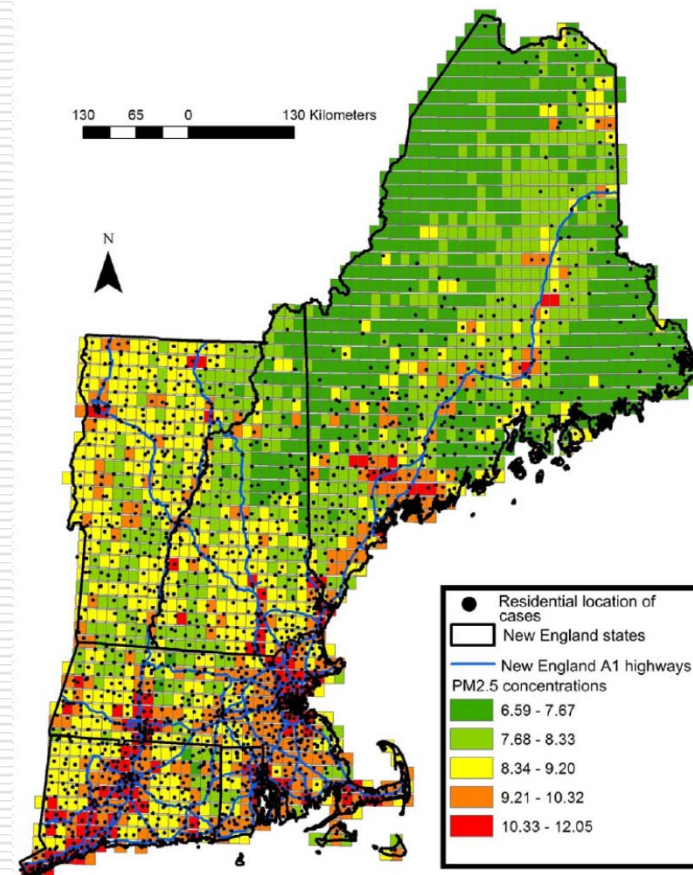 130 65 0 130 Kilometers
N
Residential location of
cases
New England states
New England A1 highways
PM2.5 concentrations
6.59 - 7.67
7.68 - 8.33
8.34 - 9.20
9.21 - 10.32
10.33 - 12.05